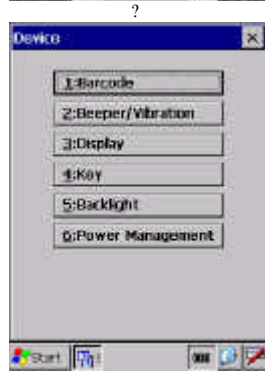 ?
Device
1:Barcode
2:Beeper/Vibration
3:Display
4:Key
5:Backlight
6:Power Management
Start